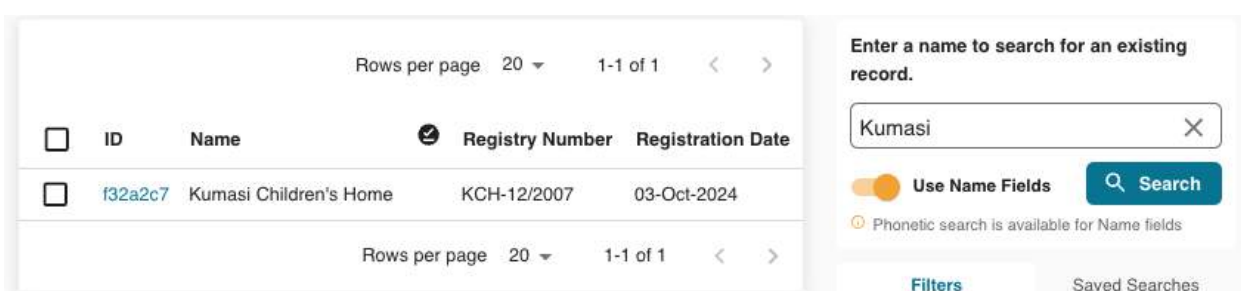 Rows per page 20 1-1 of 1
ID Name Registry Number Registration Date
f32a2c7 Kumasi Children's Home KCH-12/2007 03-Oct-2024
Rows per page 20 1-1 of 1
Enter a name to search for an existing
record.
Kumasi
Use Name Fields Search
Phonetic search is available for Name fields
Filters Saved Searches